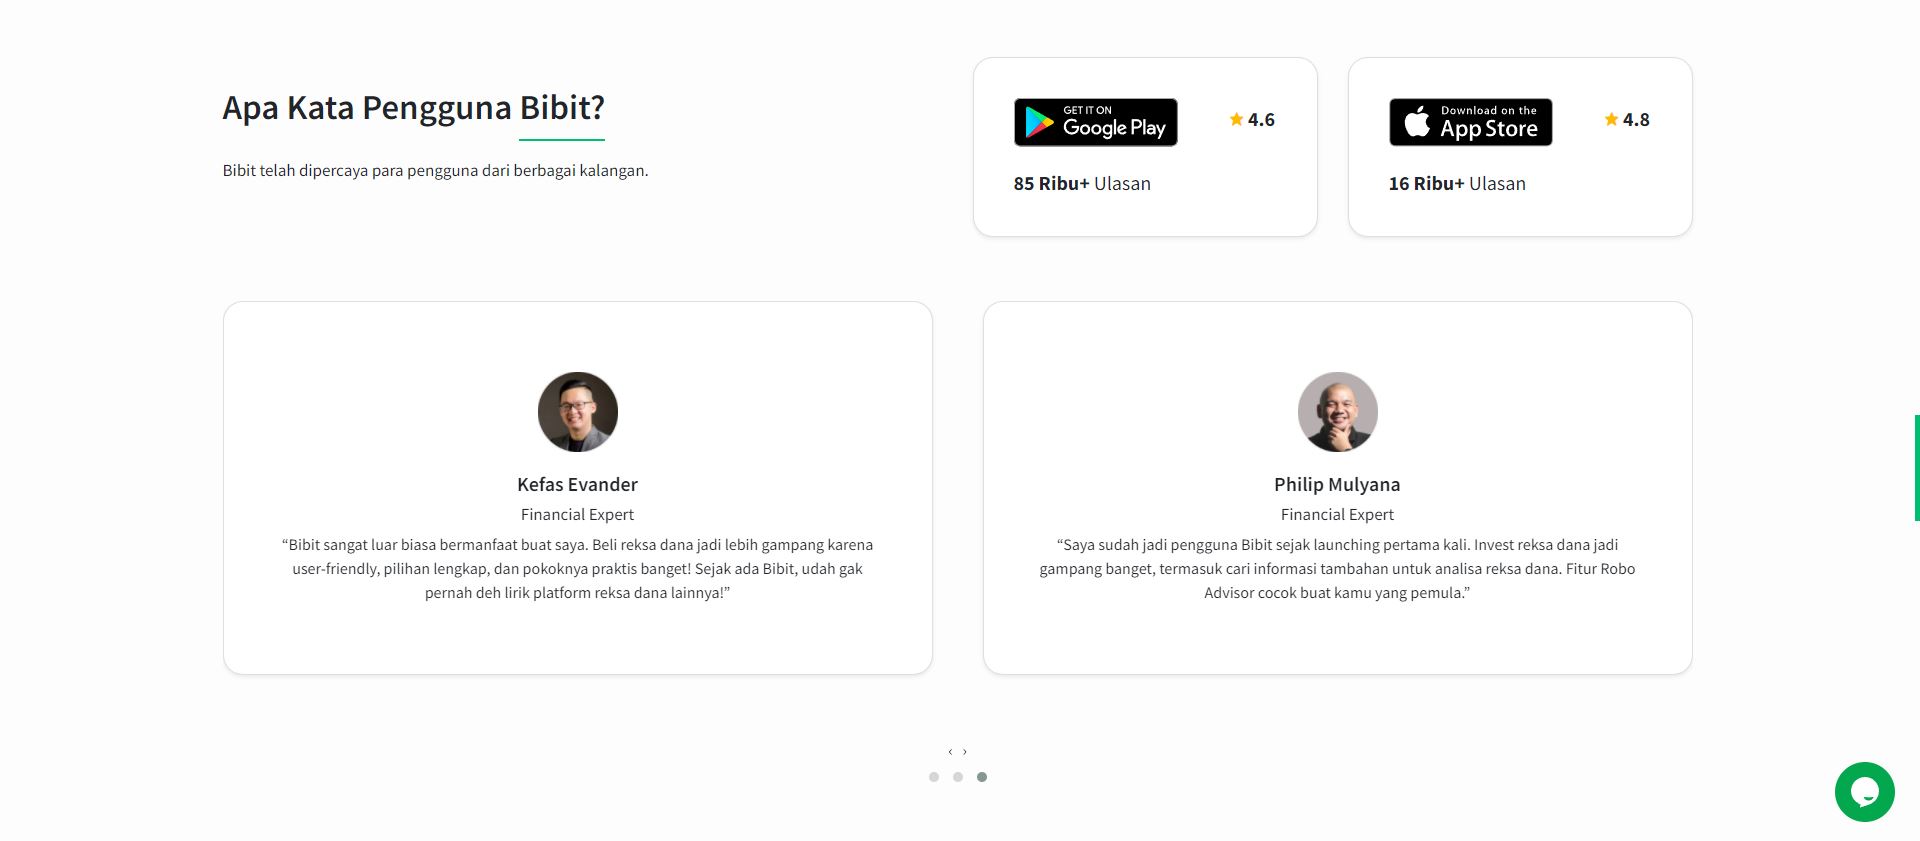 Apa Kata Pengguna Bibit?
Bibit telah dipercaya para pengguna dari berbagai kalangan.
GET IT ON
Google Play
4.6
85 Ribu+ Ulasan
Download on the
App Store
4.8
16 Ribu+ Ulasan
Kefas Evander
Financial Expert
“Bibit sangat luar biasa bermanfaat buat saya. Beli reksa dana jadi lebih gampang karena
user-friendly, pilihan lengkap, dan pokoknya praktis banget! Sejak ada Bibit, udah gak
pernah deh lirik platform reksa dana lainnya!”
Philip Mulyana
Financial Expert
“Saya sudah jadi pengguna Bibit sejak launching pertama kali. Invest reksa dana jadi
gampang banget, termasuk cari informasi tambahan untuk analisa reksa dana. Fitur Robo
Advisor cocok buat kamu yang pemula.”
‹ ›